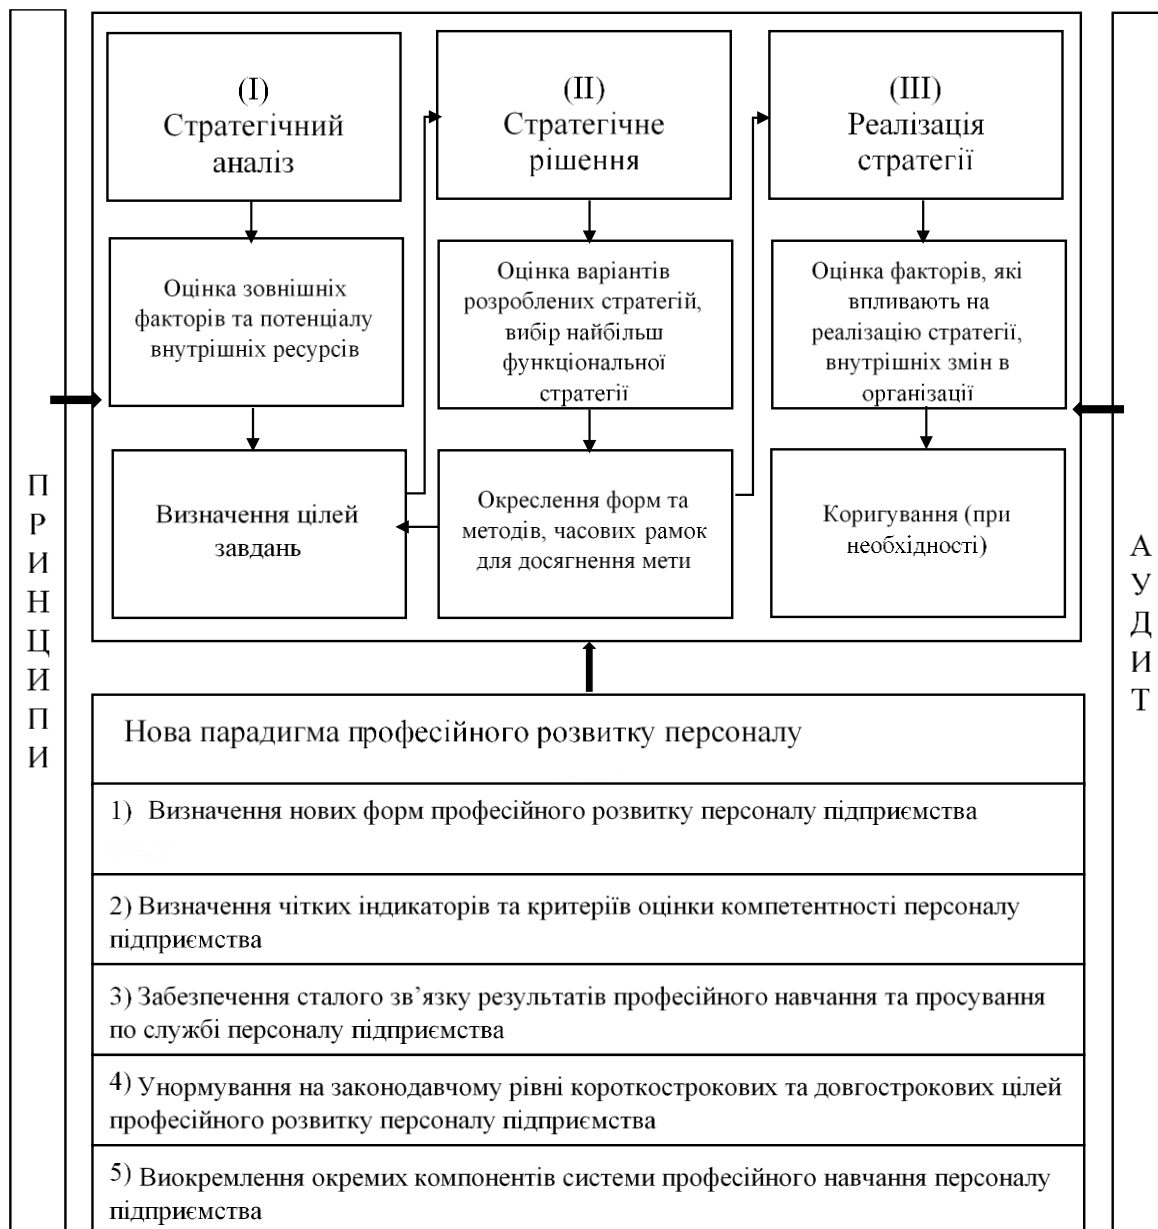 ПРИНЦИПИ
(I)
Стратегічний
аналіз
Оцінка зовнішніх
факторів та потенціалу
внутрішніх ресурсів
Визначення цілей
завдань
(II)
Стратегічне
рішення
Оцінка варіантів
розроблених стратегій,
вибір найбільш
функціональної
стратегії
Окреслення форм та
методів, часових рамок
для досягнення мети
(III)
Реалізація
стратегії
Оцінка факторів, які
впливають на
реалізацію стратегії,
внутрішніх змін в
організації
Коригування (при
необхідності)
АУДИТ
Нова парадигма професійного розвитку персоналу
1) Визначення нових форм професійного розвитку персоналу підприємства
2) Визначення чітких індикаторів та критеріїв оцінки компетентності персоналу
підприємства
3) Забезпечення сталого зв’язку результатів професійного навчання та просування
по службі персоналу підприємства
4) Унормування на законодавчому рівні короткострокових та довгострокових цілей
професійного розвитку персоналу підприємства
5) Виокремлення окремих компонентів системи професійного навчання персоналу
підприємства